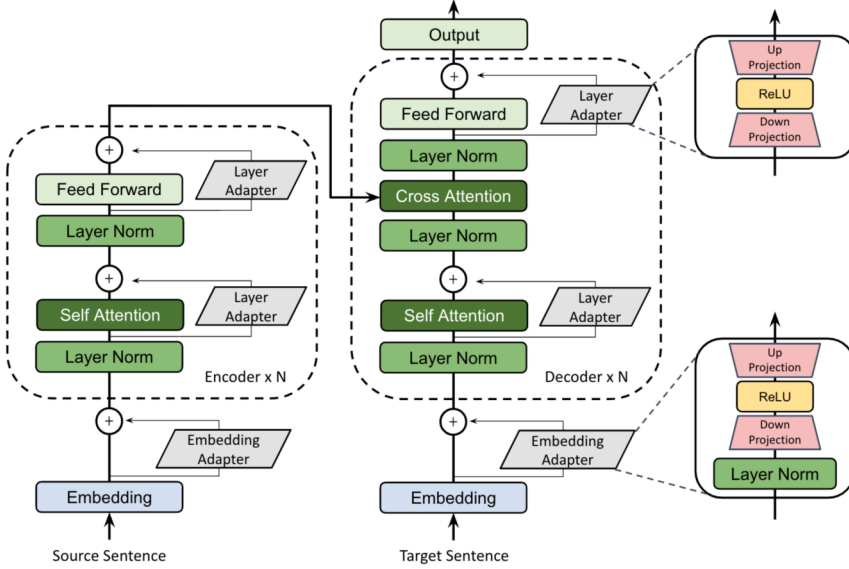 Output
Layer
Adapter
Feed Forward
Layer Norm
Cross Attention
Layer Norm
Layer
Adapter
Self Attention
Layer Norm
Decoder x N
Embedding
Adapter
Embedding
Target Sentence
Layer
Adapter
Feed Forward
Layer Norm
Layer
Adapter
Self Attention
Layer Norm
Encoder x N
Embedding
Adapter
Embedding
Source Sentence
Up
Projection
ReLU
Down
Projection
Up
Projection
ReLU
Down
Projection
Layer Norm